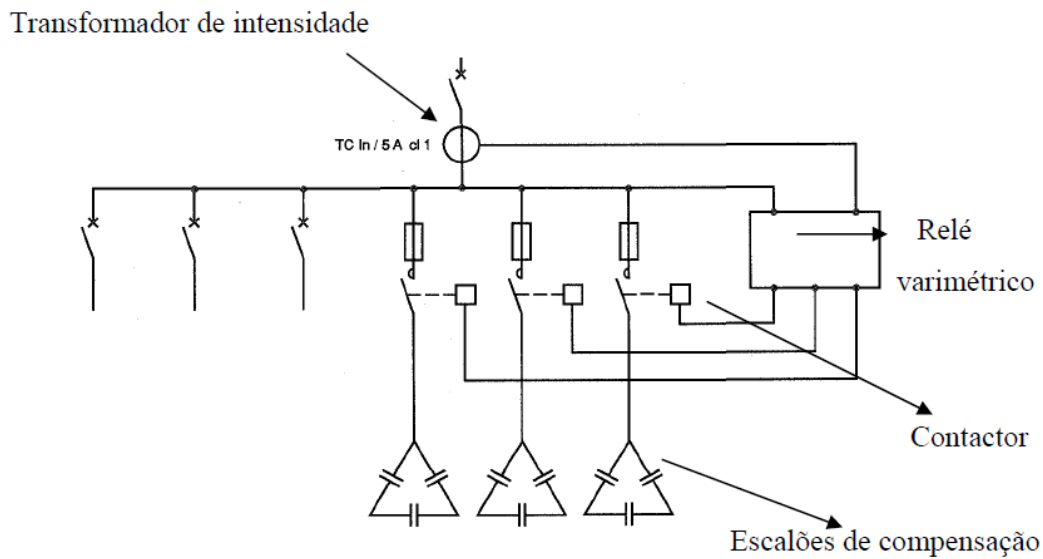 Transformador de intensidade
TC In / 5 A cl 1
Relé
varimétrico
Contactor
Escalões de compensação